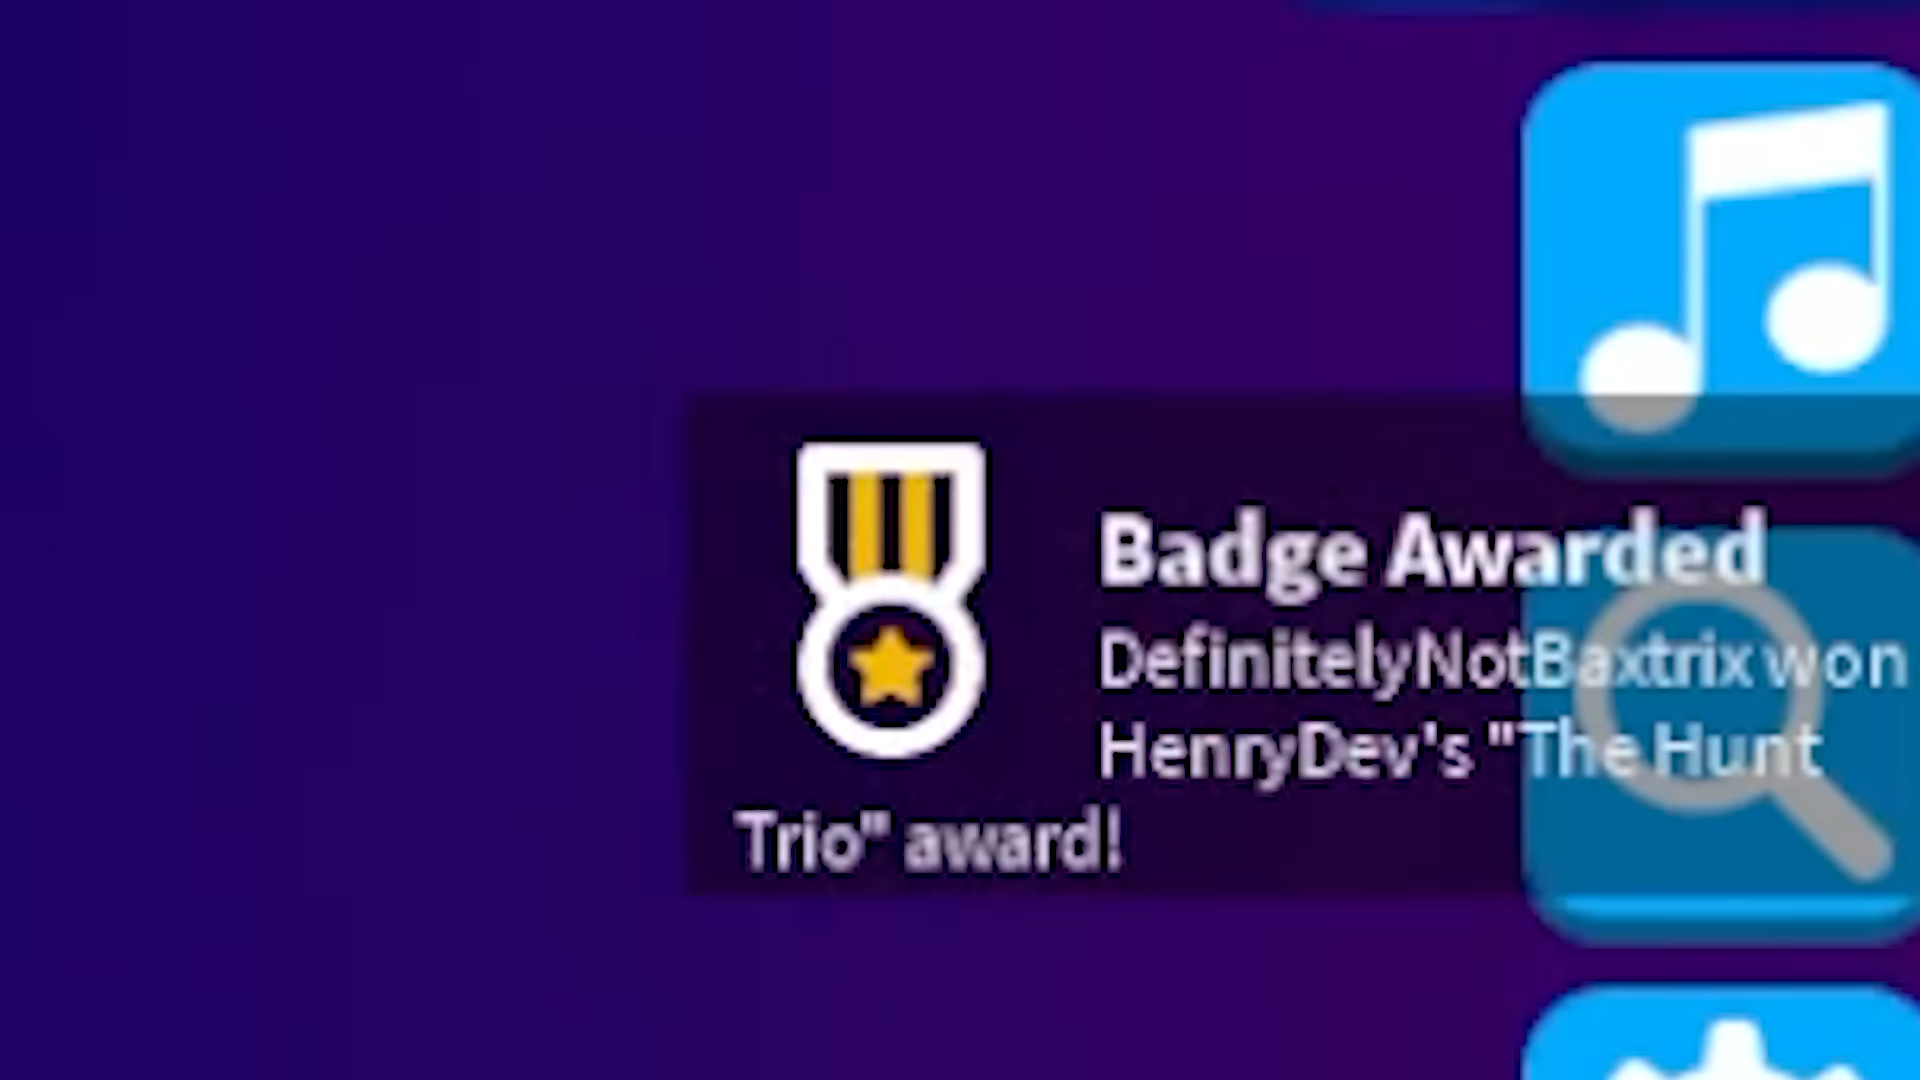 Badge Awarded
DefinitelyNotBaxtrix won
HenryDev's "The Hunt
Trio" award!